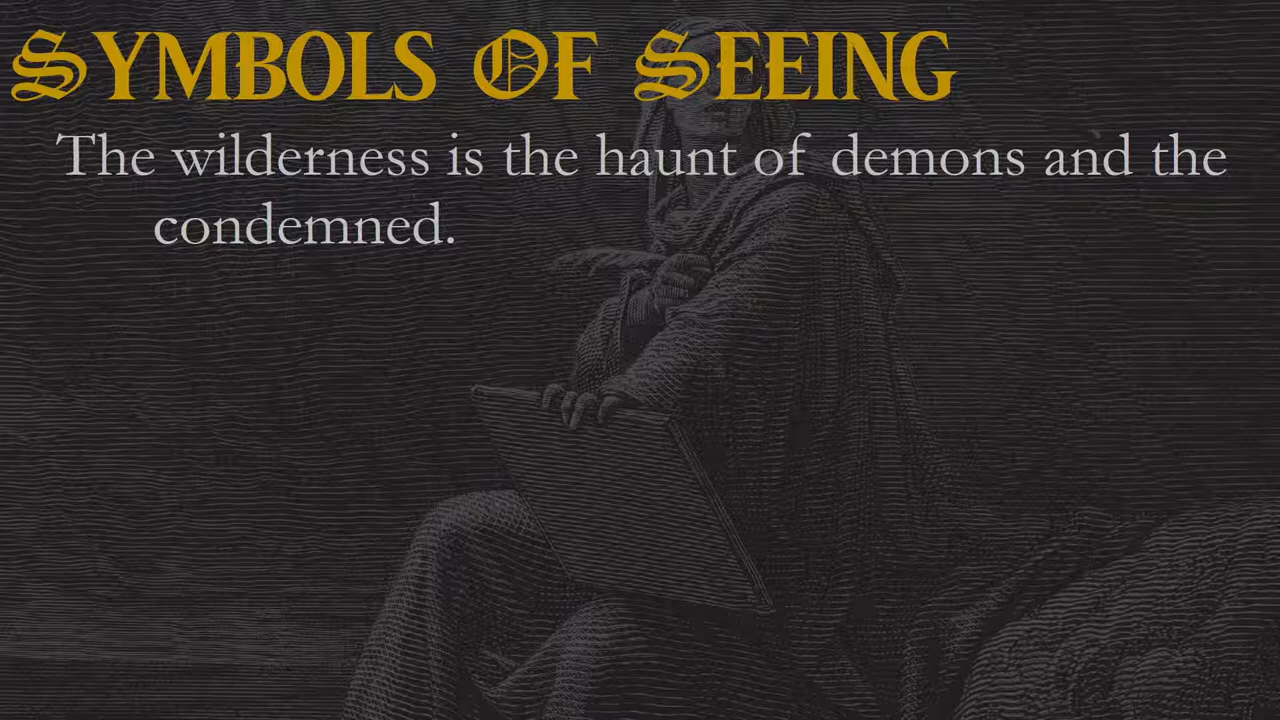 Symbols Of Seeing
The wilderness is the haunt of demons and the
condemned.